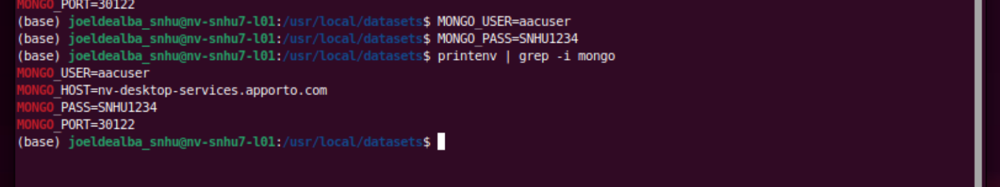 MONGO_PORT=30122
(base) joeldealba_snhu@nv-snhu7-l01:/usr/local/datasets$ MONGO_USER=aacuser
(base) joeldealba_snhu@nv-snhu7-l01:/usr/local/datasets$ MONGO_PASS=SNHU1234
(base) joeldealba_snhu@nv-snhu7-l01:/usr/local/datasets$ printenv | grep -i mongo
MONGO_USER=aacuser
MONGO_HOST=nv-desktop-services.apporto.com
MONGO_PASS=SNHU1234
MONGO_PORT=30122
(base) joeldealba_snhu@nv-snhu7-l01:/usr/local/datasets$